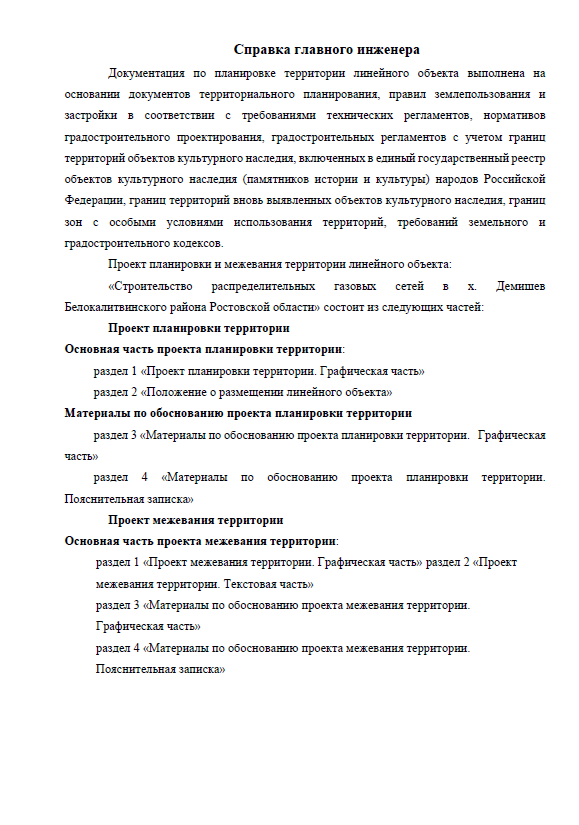 Справка главного инженера
Документация по планировке территории линейного объекта выполнена на
основании документов территориального планирования, правил землепользования и
застройки в соответствии с требованиями технических регламентов, нормативов
градостроительного проектирования, градостроительных регламентов с учетом границ
территорий объектов культурного наследия, включенных в единый государственный реестр
объектов культурного наследия (памятников истории и культуры) народов Российской
Федерации, границ территорий вновь выявленных объектов культурного наследия, границ
зон с особыми условиями использования территорий, требований земельного и
градостроительного кодексов.
Проект планировки и межевания территории линейного объекта:
«Строительство распределительных газовых сетей в х. Демишев
Белокалитвинского района Ростовской области» состоит из следующих частей:
Проект планировки территории
Основная часть проекта планировки территории:
раздел 1 «Проект планировки территории. Графическая часть»
раздел 2 «Положение о размещении линейного объекта»
Материалы по обоснованию проекта планировки территории
раздел 3 «Материалы по обоснованию проекта планировки территории. Графическая
часть»
раздел 4 «Материалы по обоснованию проекта планировки территории.
Пояснительная записка»
Проект межевания территории
Основная часть проекта межевания территории:
раздел 1 «Проект межевания территории. Графическая часть» раздел 2 «Проект
межевания территории. Текстовая часть»
раздел 3 «Материалы по обоснованию проекта межевания территории.
Графическая часть»
раздел 4 «Материалы по обоснованию проекта межевания территории.
Пояснительная записка»